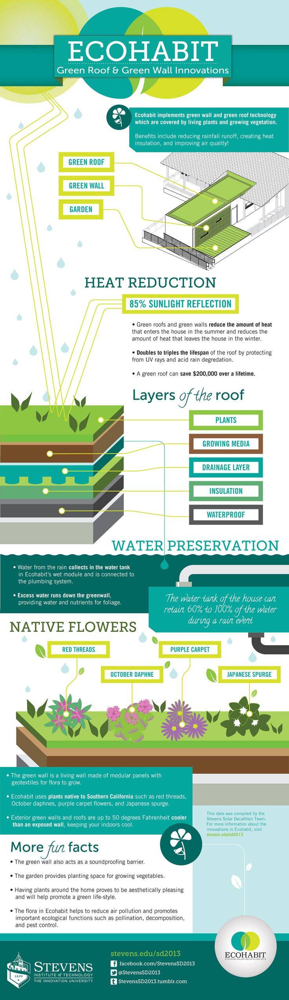 ECOHABIT
Green Roof & Green Wall Innovations
Ecohabit implements green wall and green roof technology
which are covered by living plants and growing vegetation.
Benefits include reducing rainfall runoff, creating heat
insulation, and improving air quality!
GREEN ROOF
GREEN WALL
GARDEN
HEAT REDUCTION
85% SUNLIGHT REFLECTION
• Green roofs and green walls reduce the amount of heat
that enters the house in the summer and reduces the
amount of heat that leaves the house in the winter.
• Doubles to triples the lifespan of the roof by protecting
from UV rays and acid rain degredation.
• A green roof can save $200,000 over a lifetime.
Layers of the roof
PLANTS
GROWING MEDIA
DRAINAGE LAYER
INSULATION
WATERPROOF
WATER PRESERVATION
• Water from the rain collects in the water tank
in Ecohabit's wet module and is connected to
the plumbing system.
• Excess water runs down the greenwall,
providing water and nutrients for foliage.
The water tank of the house can
retain 60% to 100% of the water
during a rain event
NATIVE FLOWERS
RED THREADS
PURPLE CARPET
OCTOBER DAPHNE
JAPANESE SPURGE
• The green wall is a living wall made of modular panels with
geotextiles for flora to grow.
• Ecohabit uses plants native to Southern California such as red threads,
October daphnes, purple carpet flowers, and Japanese spurge.
• Exterior green walls and roofs are up to 50 degrees Fahrenheit cooler
than an exposed wall, keeping your indoors cool.
This data was compiled by the
Stevens Solar Decathlon Team.
For more information about the
innovations in Ecohabit, visit
stevens.edu/sd2013
More fun facts
• The green wall also acts as a soundproofing barrier.
• The garden provides planting space for growing vegetables.
• Having plants around the home proves to be aesthetically pleasing
and will help promote a green life-style.
• The flora in Ecohabit helps to reduce air pollution and promotes
important ecological functions such as pollination, decomposition,
and pest control.
ECOHABIT
STEVENS SOLAR DECATHLON 2013
1870
STEVENS
INSTITUTE of TECHNOLOGY
THE INNOVATION UNIVERSITY
stevens.edu/sd2013
f facebook.com/StevensSD2013
@StevensSD2013
t StevensSD2013.tumblr.com